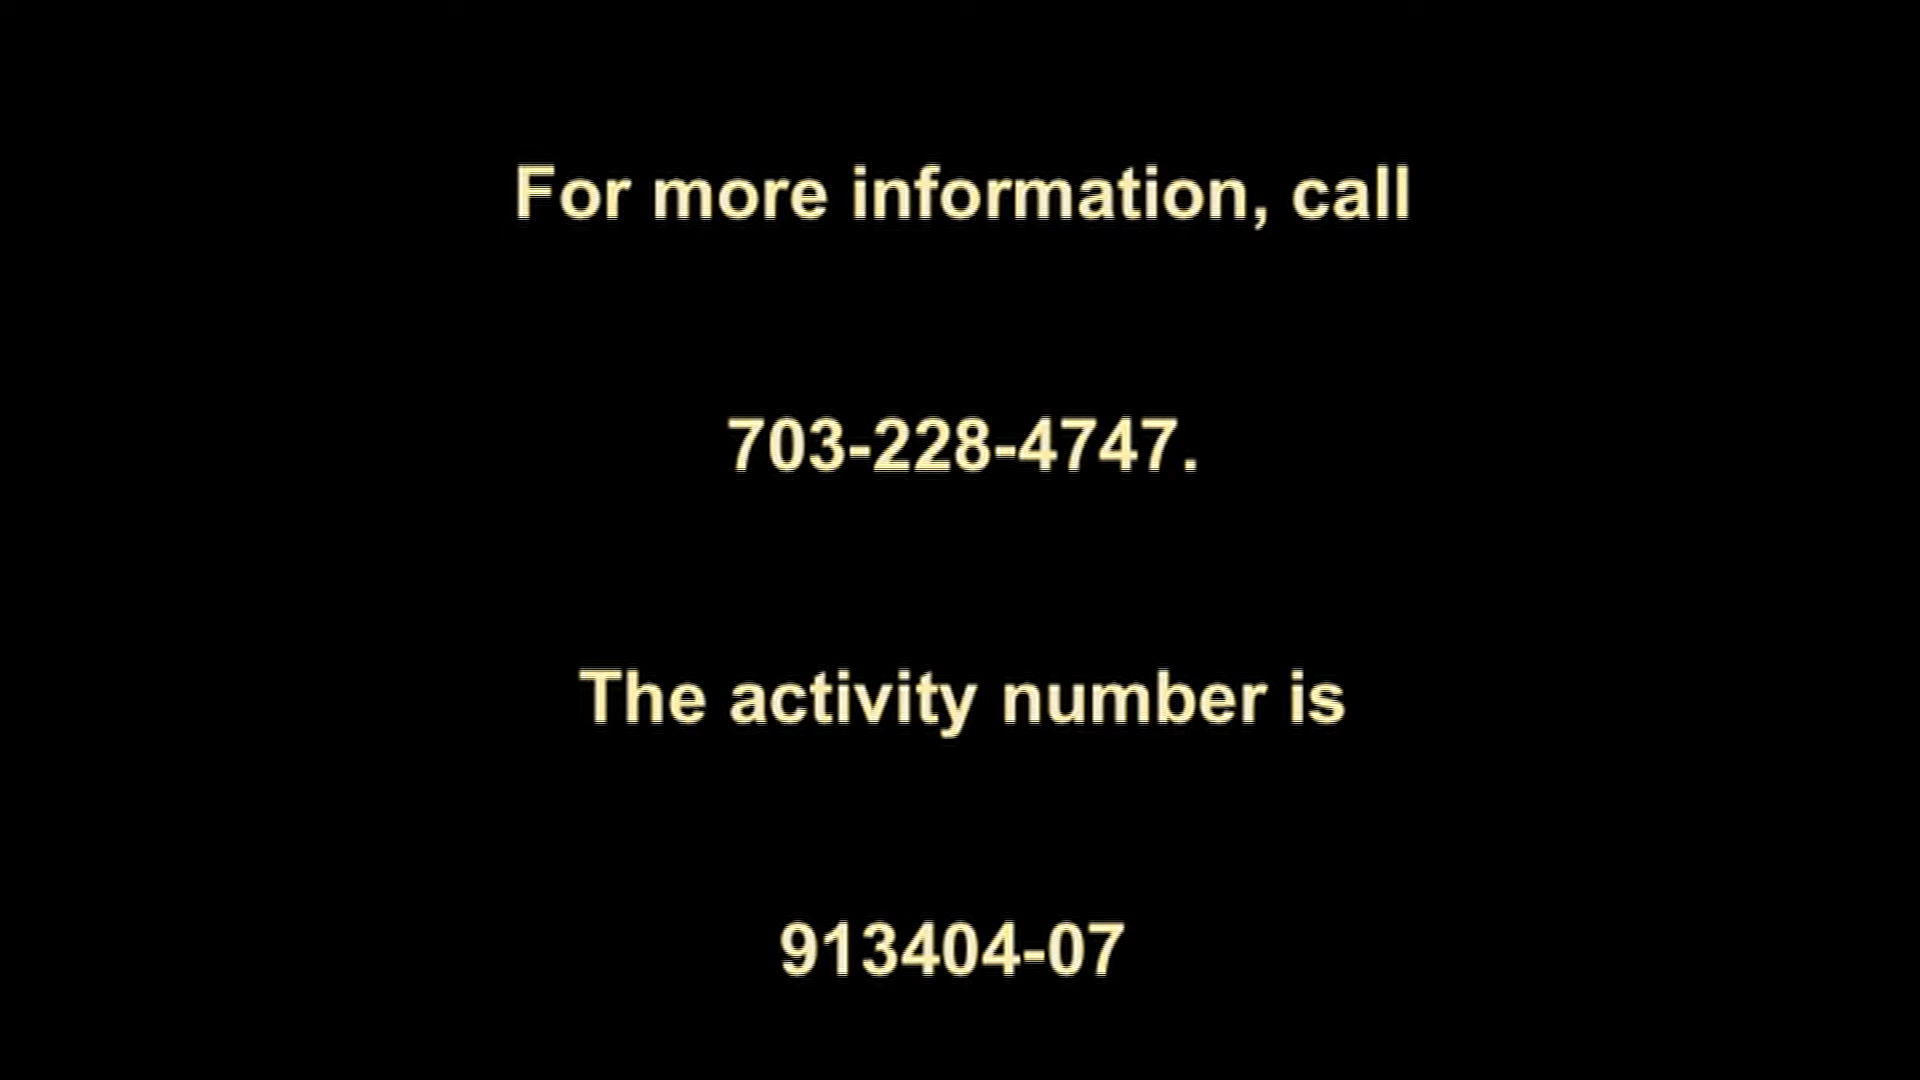 For more information, call
703-228-4747.
The activity number is
913404-07